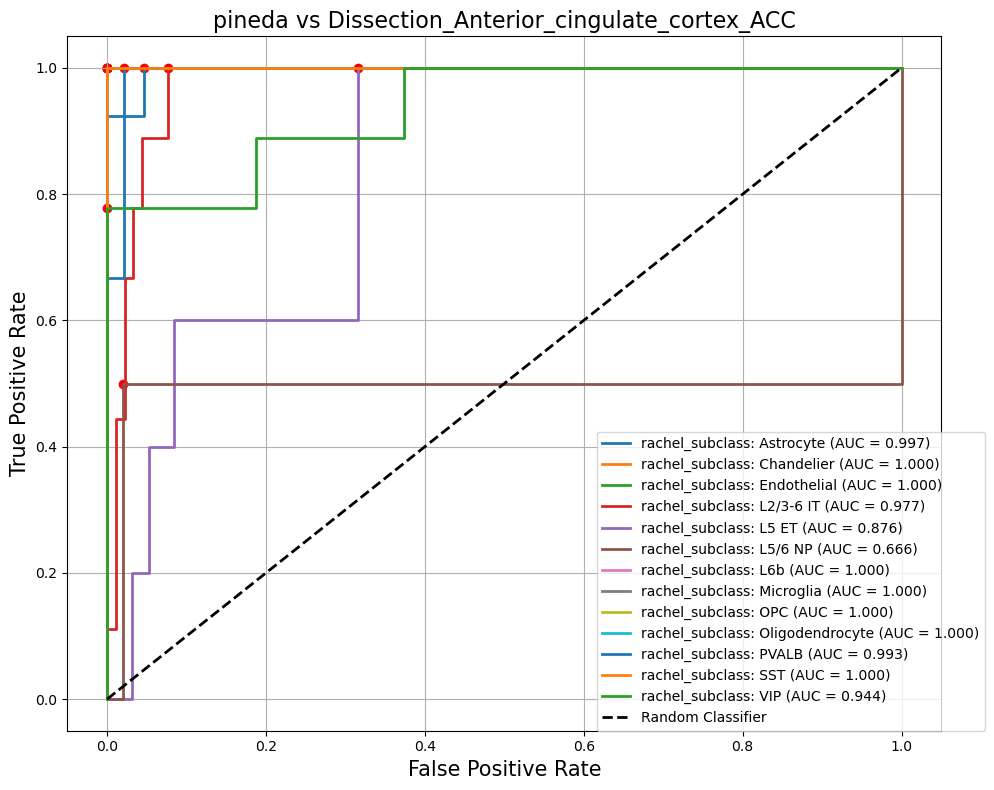 pineda vs Dissection_Anterior_cingulate_cortex_ACC
True Positive Rate
1.0
0.8
0.6
0.4
0.2
0.0
rachel_subclass: Astrocyte (AUC = 0.997)
rachel_subclass: Chandelier (AUC = 1.000)
rachel_subclass: Endothelial (AUC = 1.000)
rachel_subclass: L2/3-6 IT (AUC = 0.977)
rachel_subclass: L5 ET (AUC = 0.876)
rachel_subclass: L5/6 NP (AUC = 0.666)
rachel_subclass: L6b (AUC = 1.000)
rachel_subclass: Microglia (AUC = 1.000)
rachel_subclass: OPC (AUC = 1.000)
rachel_subclass: Oligodendrocyte (AUC = 1.000)
rachel_subclass: PVALB (AUC = 0.993)
rachel_subclass: SST (AUC = 1.000)
rachel_subclass: VIP (AUC = 0.944)
Random Classifier
0.0 0.2 0.4 0.6 0.8 1.0
False Positive Rate